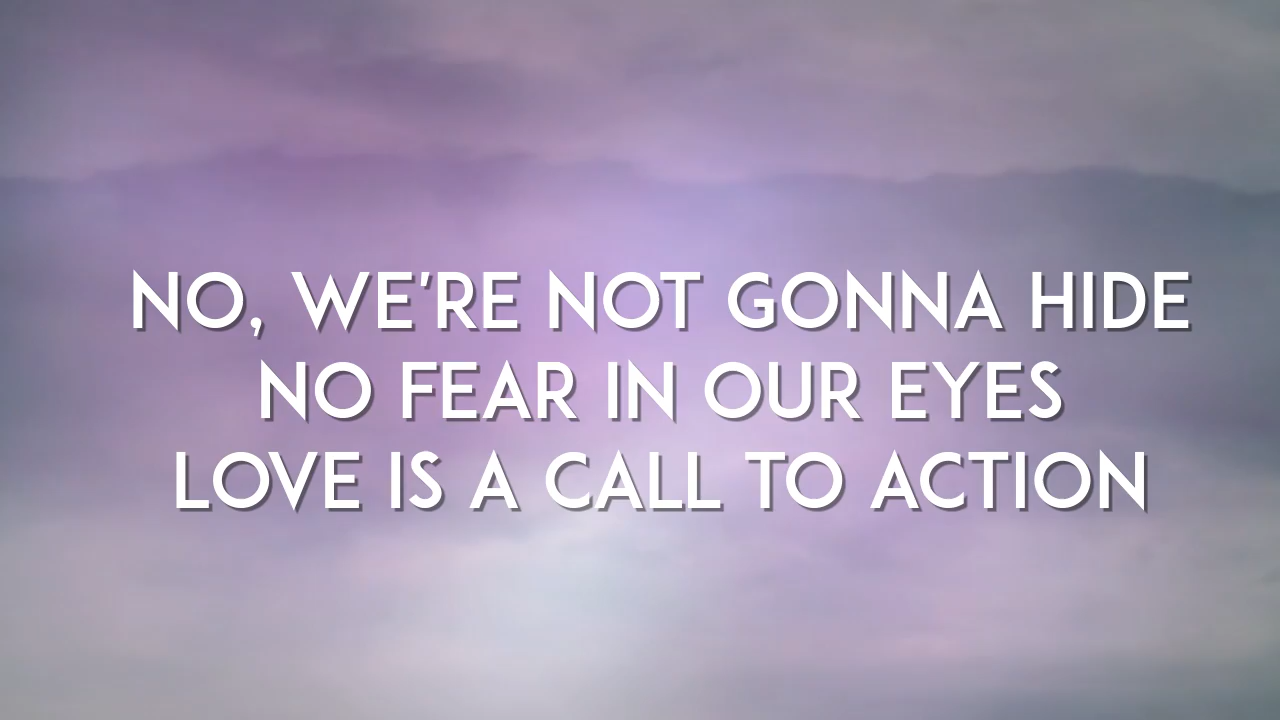 NO, WE'RE NOT GONNA HIDE
NO FEAR IN OUR EYES
LOVE IS A CALL TO ACTION